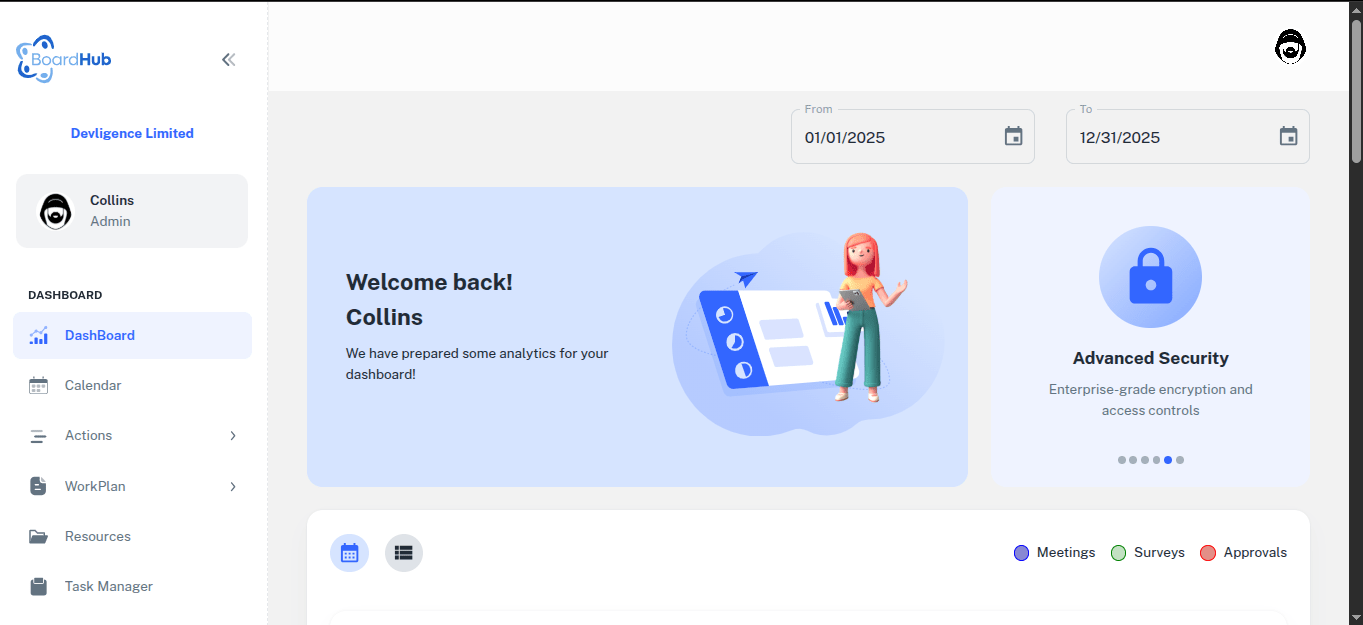 BoardHub
Devligence Limited
Collins
Admin
DASHBOARD
DashBoard
Calendar
Actions
WorkPlan
Resources
Task Manager
From
01/01/2025
To
12/31/2025
Welcome back!
Collins
We have prepared some analytics for your
dashboard!
Advanced Security
Enterprise-grade encryption and
access controls
Meetings
Surveys
Approvals